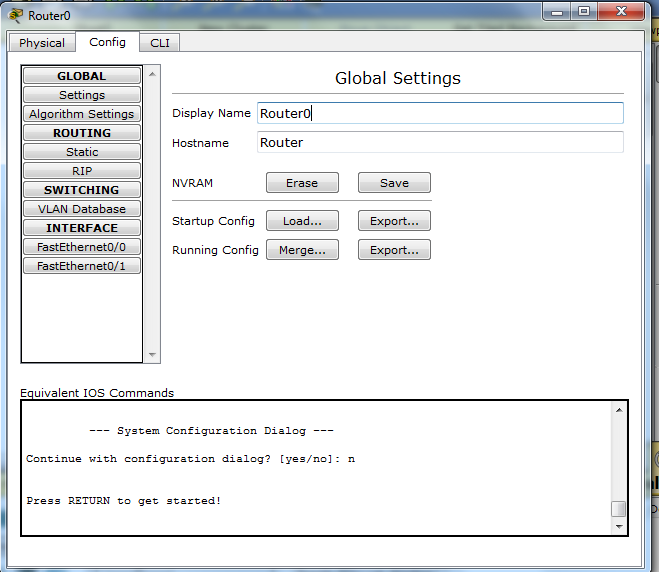 Router0
Physical Config CLI
GLOBAL
Settings
Algorithm Settings
ROUTING
Static
RIP
SWITCHING
VLAN Database
INTERFACE
FastEthernet0/0
FastEthernet0/1
Global Settings
Display Name Router0
Hostname Router
NVRAM Erase Save
Startup Config Load... Export...
Running Config Merge... Export...
Equivalent IOS Commands
--- System Configuration Dialog ---
Continue with configuration dialog? [yes/no]: n
Press RETURN to get started!